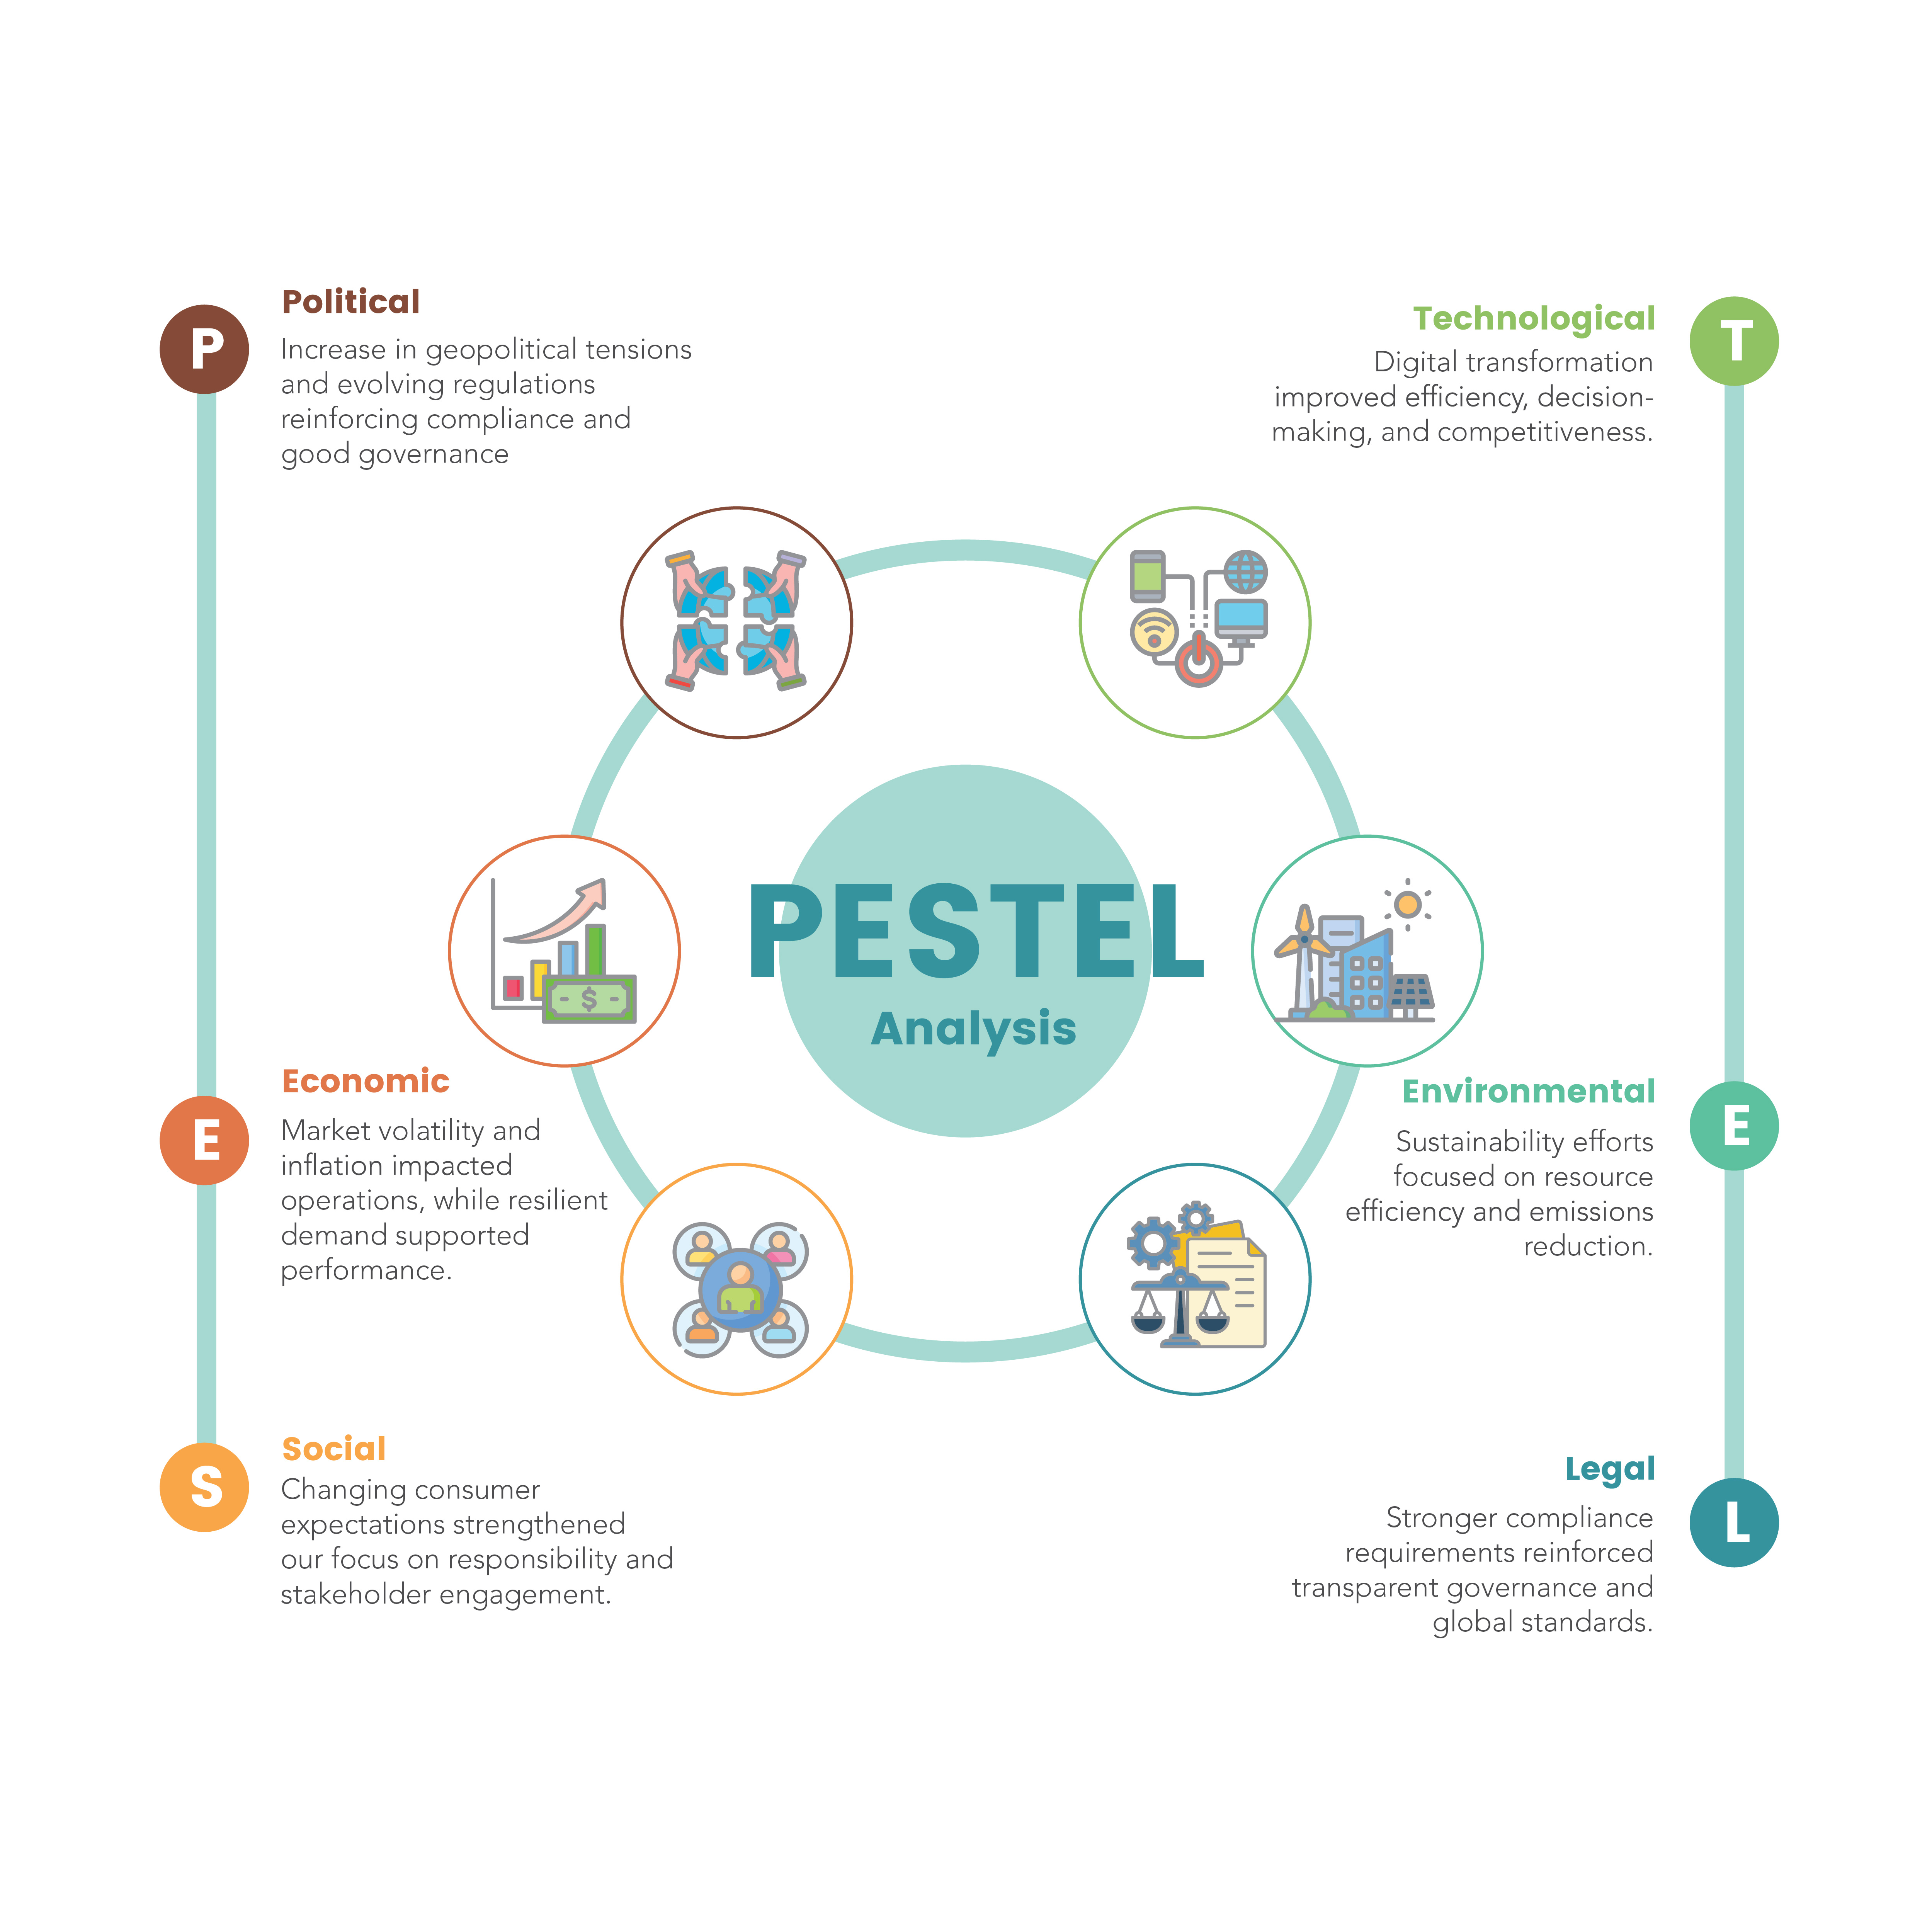 P
Political
Increase in geopolitical tensions
and evolving regulations
reinforcing compliance and
good governance
E
Economic
Market volatility and
inflation impacted
operations, while resilient
demand supported
performance.
S
Social
Changing consumer
expectations strengthened
our focus on responsibility and
stakeholder engagement.
PESTEL
Analysis
$
Technological
T
Digital transformation
improved efficiency, decision-
making, and competitiveness.
Environmental
E
Sustainability efforts
focused on resource
efficiency and emissions
reduction.
Legal
L
Stronger compliance
requirements reinforced
transparent governance and
global standards.